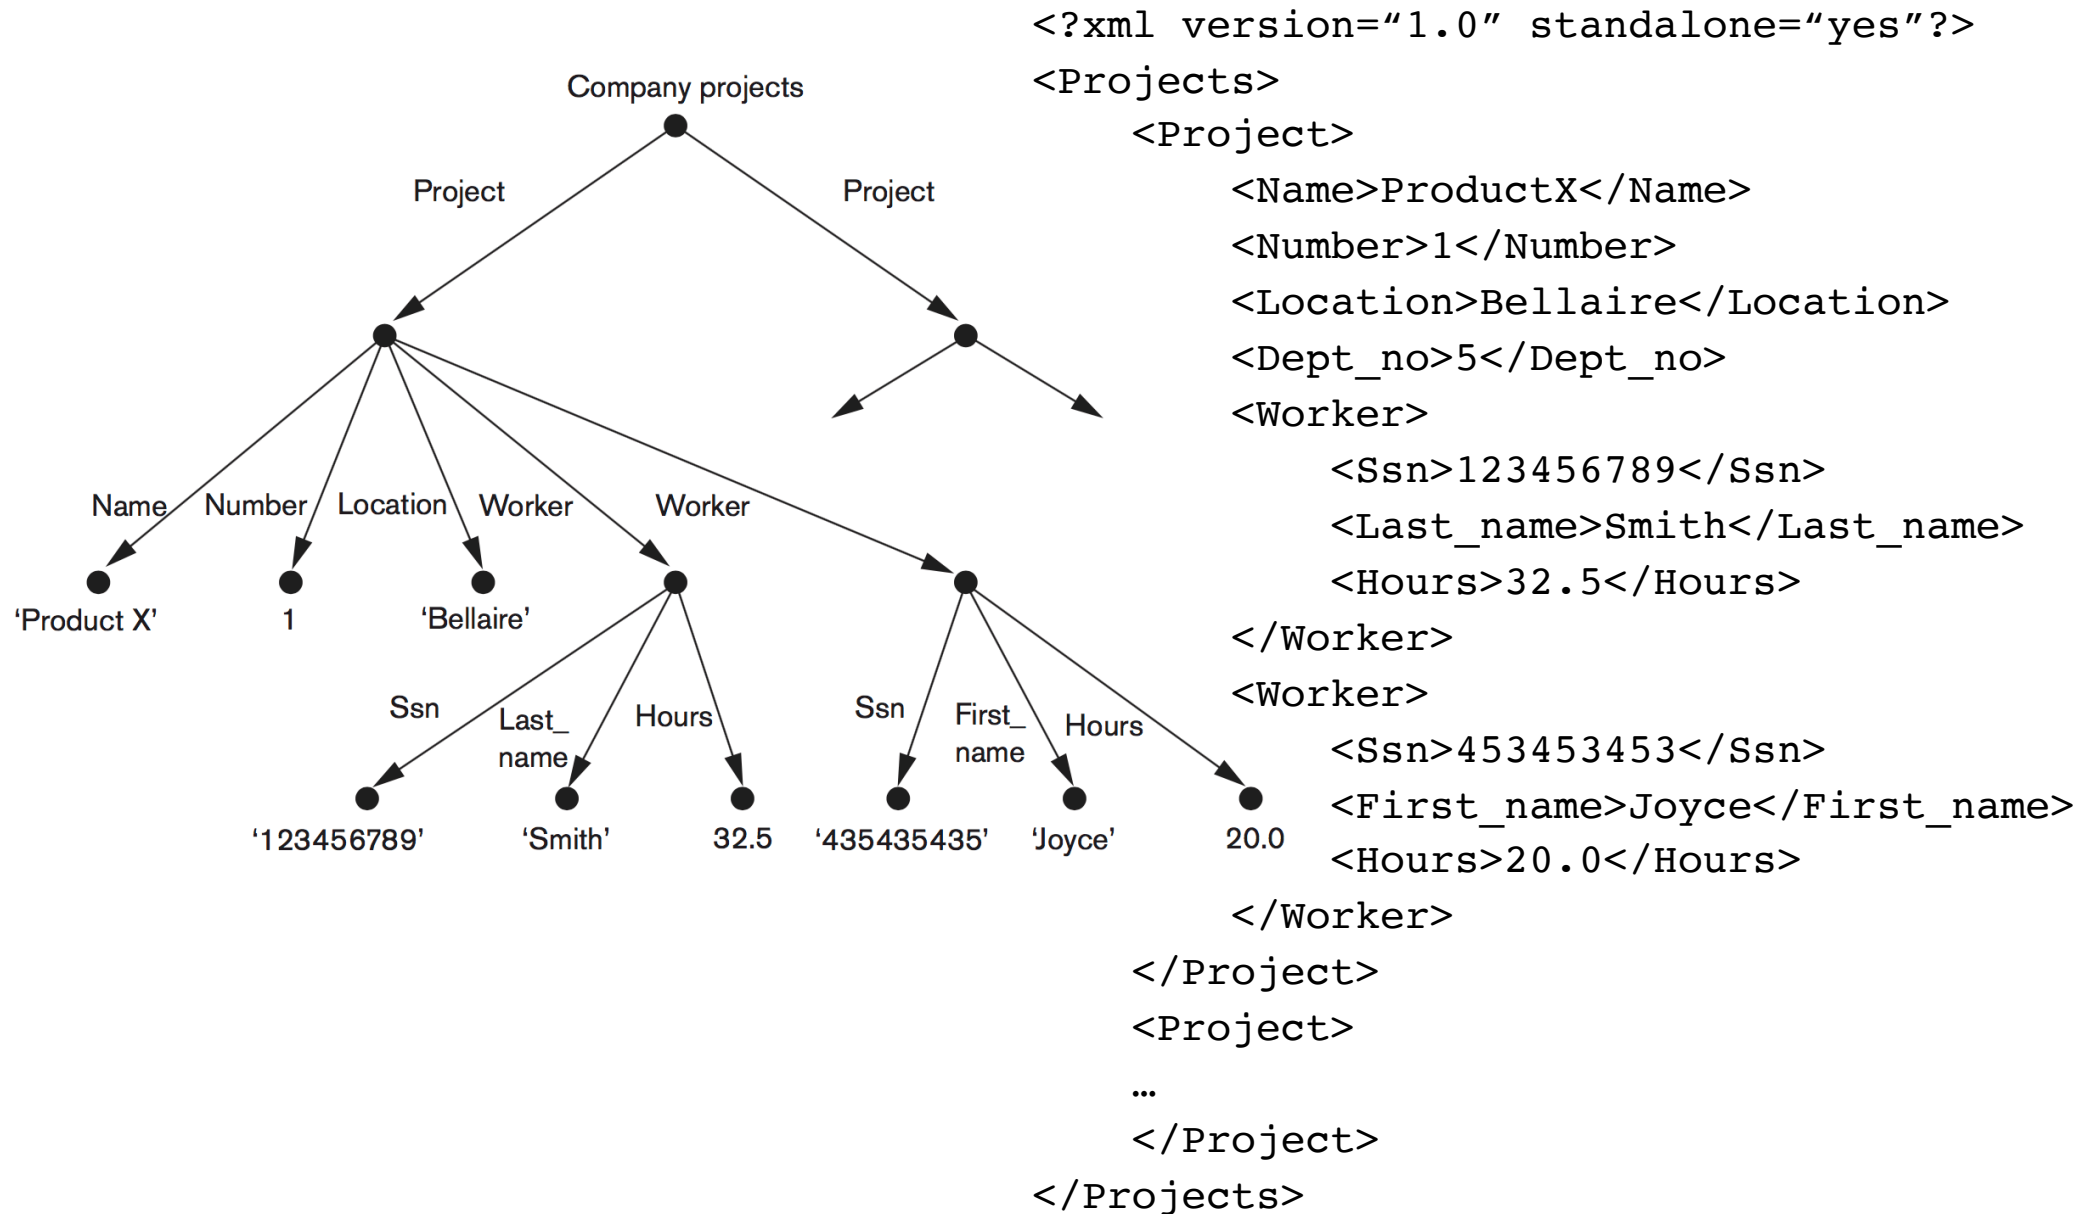 Company projects
Project
Project
Name
Number
Location
Worker
Worker
‘Product X’
1
‘Bellaire’
Ssn
Last_
name
Hours
Ssn
First_
name
Hours
‘123456789’
‘Smith’
32.5
‘435435435’
‘Joyce’
20.0
<?xml version=“1.0” standalone=“yes”?>
<Projects>
<Project>
<Name>ProductX</Name>
<Number>1</Number>
<Location>Bellaire</Location>
<Dept_no>5</Dept_no>
<Worker>
<Ssn>123456789</Ssn>
<Last_name>Smith</Last_name>
<Hours>32.5</Hours>
</Worker>
<Worker>
<Ssn>453453453</Ssn>
<First_name>Joyce</First_name>
<Hours>20.0</Hours>
</Worker>
</Project>
<Project>
…
</Project>
</Projects>